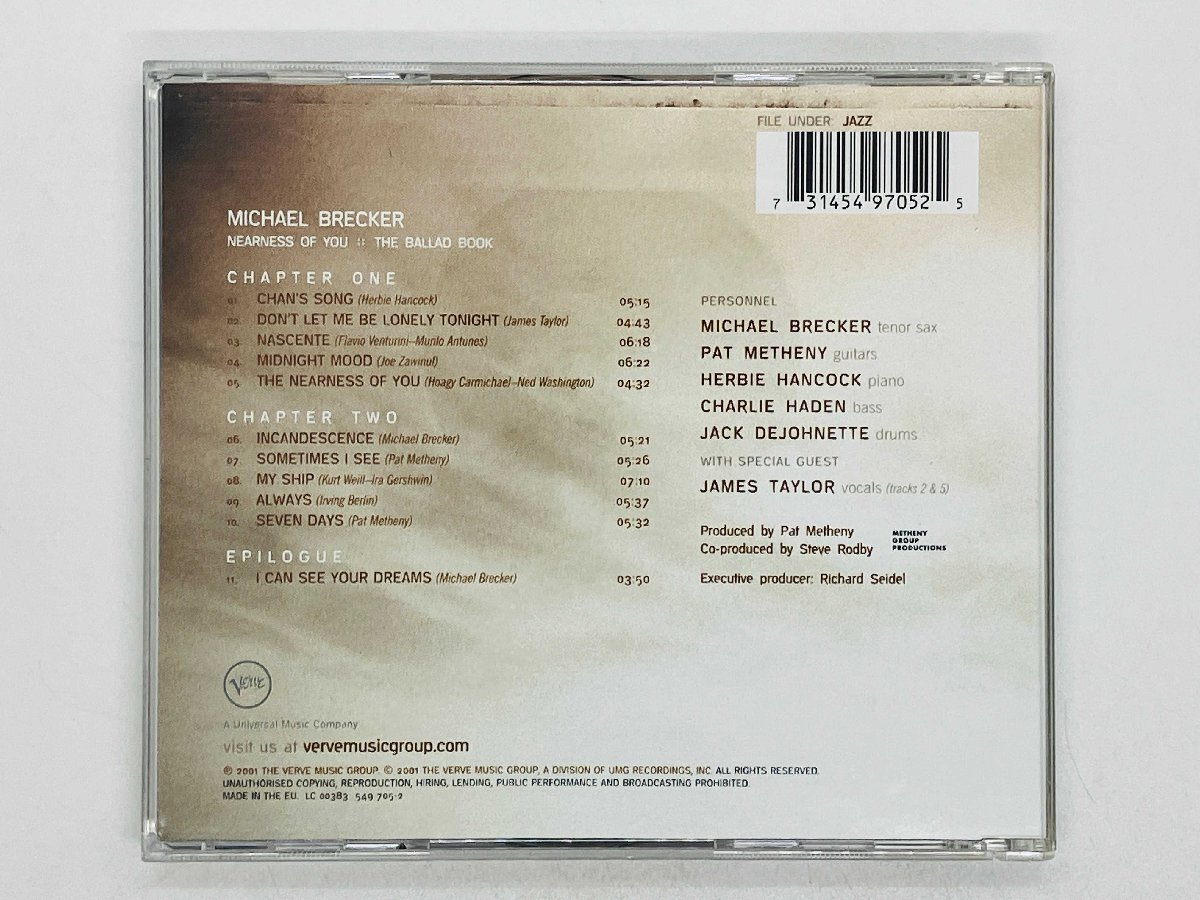 FILE UNDER: JAZZ
7 31454 97052 5
MICHAEL BRECKER
NEARNESS OF YOU :: THE BALLAD BOOK
CHAPTER ONE
01. CHAN'S SONG (Herbie Hancock) 05:15
02. DON'T LET ME BE LONELY TONIGHT (James Taylor) 04:43
03. NASCENTE (Flavio Venturini–Murilo Antunes) 06:18
04. MIDNIGHT MOOD (Joe Zawinul) 06:22
05. THE NEARNESS OF YOU (Hoagy Carmichael–Ned Washington) 04:32
CHAPTER TWO
06. INCANDESCENCE (Michael Brecker) 05:21
07. SOMETIMES I SEE (Pat Metheny) 05:26
08. MY SHIP (Kurt Weill–Ira Gershwin) 07:10
09. ALWAYS (Irving Berlin) 05:37
10. SEVEN DAYS (Pat Metheny) 05:32
EPILOGUE
11. I CAN SEE YOUR DREAMS (Michael Brecker) 03:50
PERSONNEL
MICHAEL BRECKER tenor sax
PAT METHENY guitars
HERBIE HANCOCK piano
CHARLIE HADEN bass
JACK DEJOHNETTE drums
WITH SPECIAL GUEST
JAMES TAYLOR vocals (tracks 2 & 5)
Produced by Pat Metheny
Co-produced by Steve Rodby
METHENY
GROUP
PRODUCTIONS
Executive producer: Richard Seidel
VERVE
A Universal Music Company
visit us at vervemusicgroup.com
℗ 2001 THE VERVE MUSIC GROUP. © 2001 THE VERVE MUSIC GROUP, A DIVISION OF UMG RECORDINGS, INC. ALL RIGHTS RESERVED.
UNAUTHORISED COPYING, REPRODUCTION, HIRING, LENDING, PUBLIC PERFORMANCE AND BROADCASTING PROHIBITED.
MADE IN THE EU. LC 00383 549 705-2